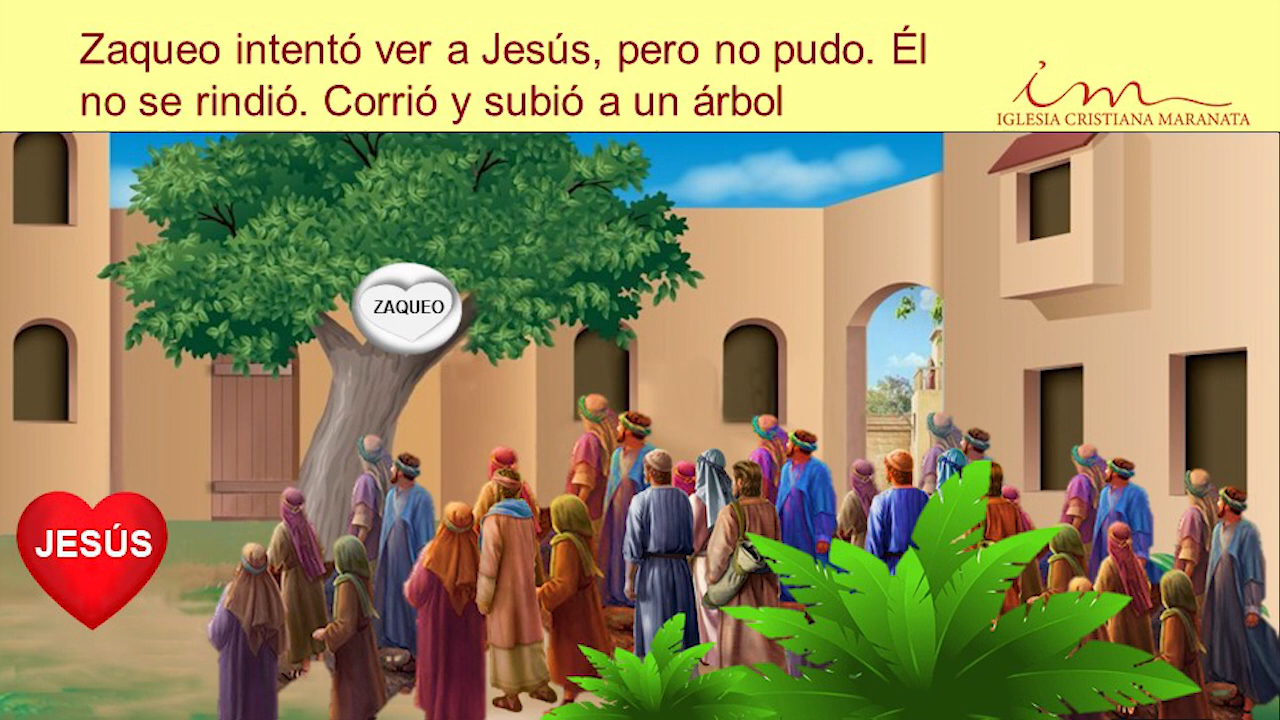 Zaqueo intentó ver a Jesús, pero no pudo. Él
no se rindió. Corrió y subió a un árbol
im
IGLESIA CRISTIANA MARANATA
ZAQUEO
JESÚS